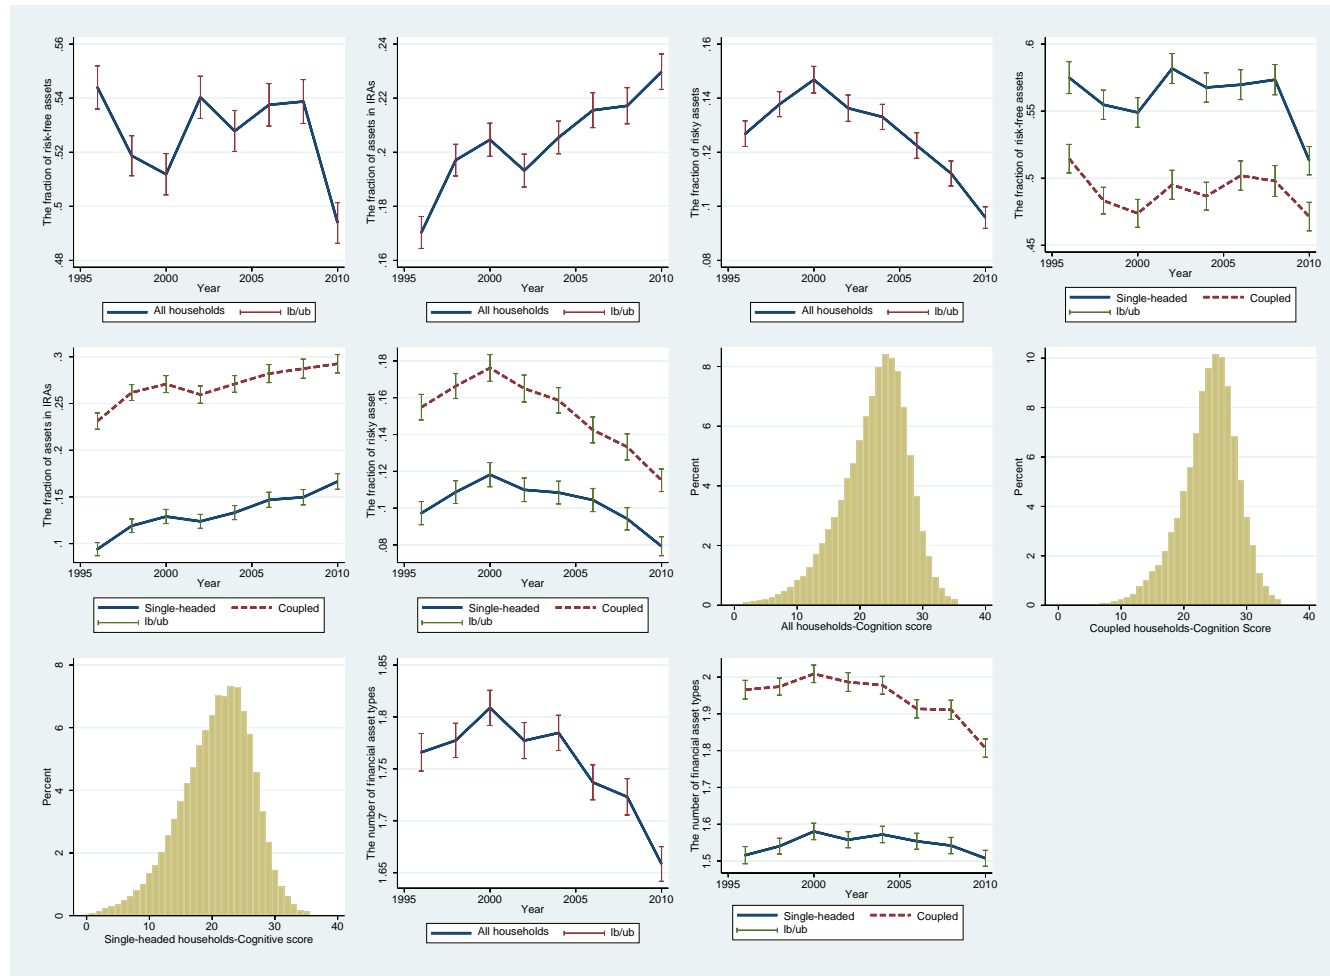 The fraction of risk-free assets
.56
.54
.52
.5
.48
1995 2000 2005 2010
Year
All households lb/ub
The fraction of assets in IRAs
.24
.22
.2
.18
.16
1995 2000 2005 2010
Year
All households lb/ub
The fraction of risky assets
.16
.14
.12
.1
.08
1995 2000 2005 2010
Year
All households lb/ub
The fraction of risk-free assets
.6
.55
.5
.45
1995 2000 2005 2010
Year
Single-headed Coupled
lb/ub
The fraction of assets in IRAs
.3
.25
.2
.15
.1
1995 2000 2005 2010
Year
Single-headed Coupled
lb/ub
The fraction of risky asset
.18
.16
.14
.12
.1
.08
1995 2000 2005 2010
Year
Single-headed Coupled
lb/ub
Percent
8
6
4
2
0
0 10 20 30 40
All households-Cognition score
Percent
10
8
6
4
2
0
0 10 20 30 40
Coupled households-Cognition Score
Percent
8
6
4
2
0
0 10 20 30 40
Single-headed households-Cognitive score
The number of financial asset types
1.85
1.8
1.75
1.7
1.65
1995 2000 2005 2010
Year
All households lb/ub
The number of financial asset types
2
1.9
1.8
1.7
1.6
1.5
1995 2000 2005 2010
Year
Single-headed Coupled
lb/ub